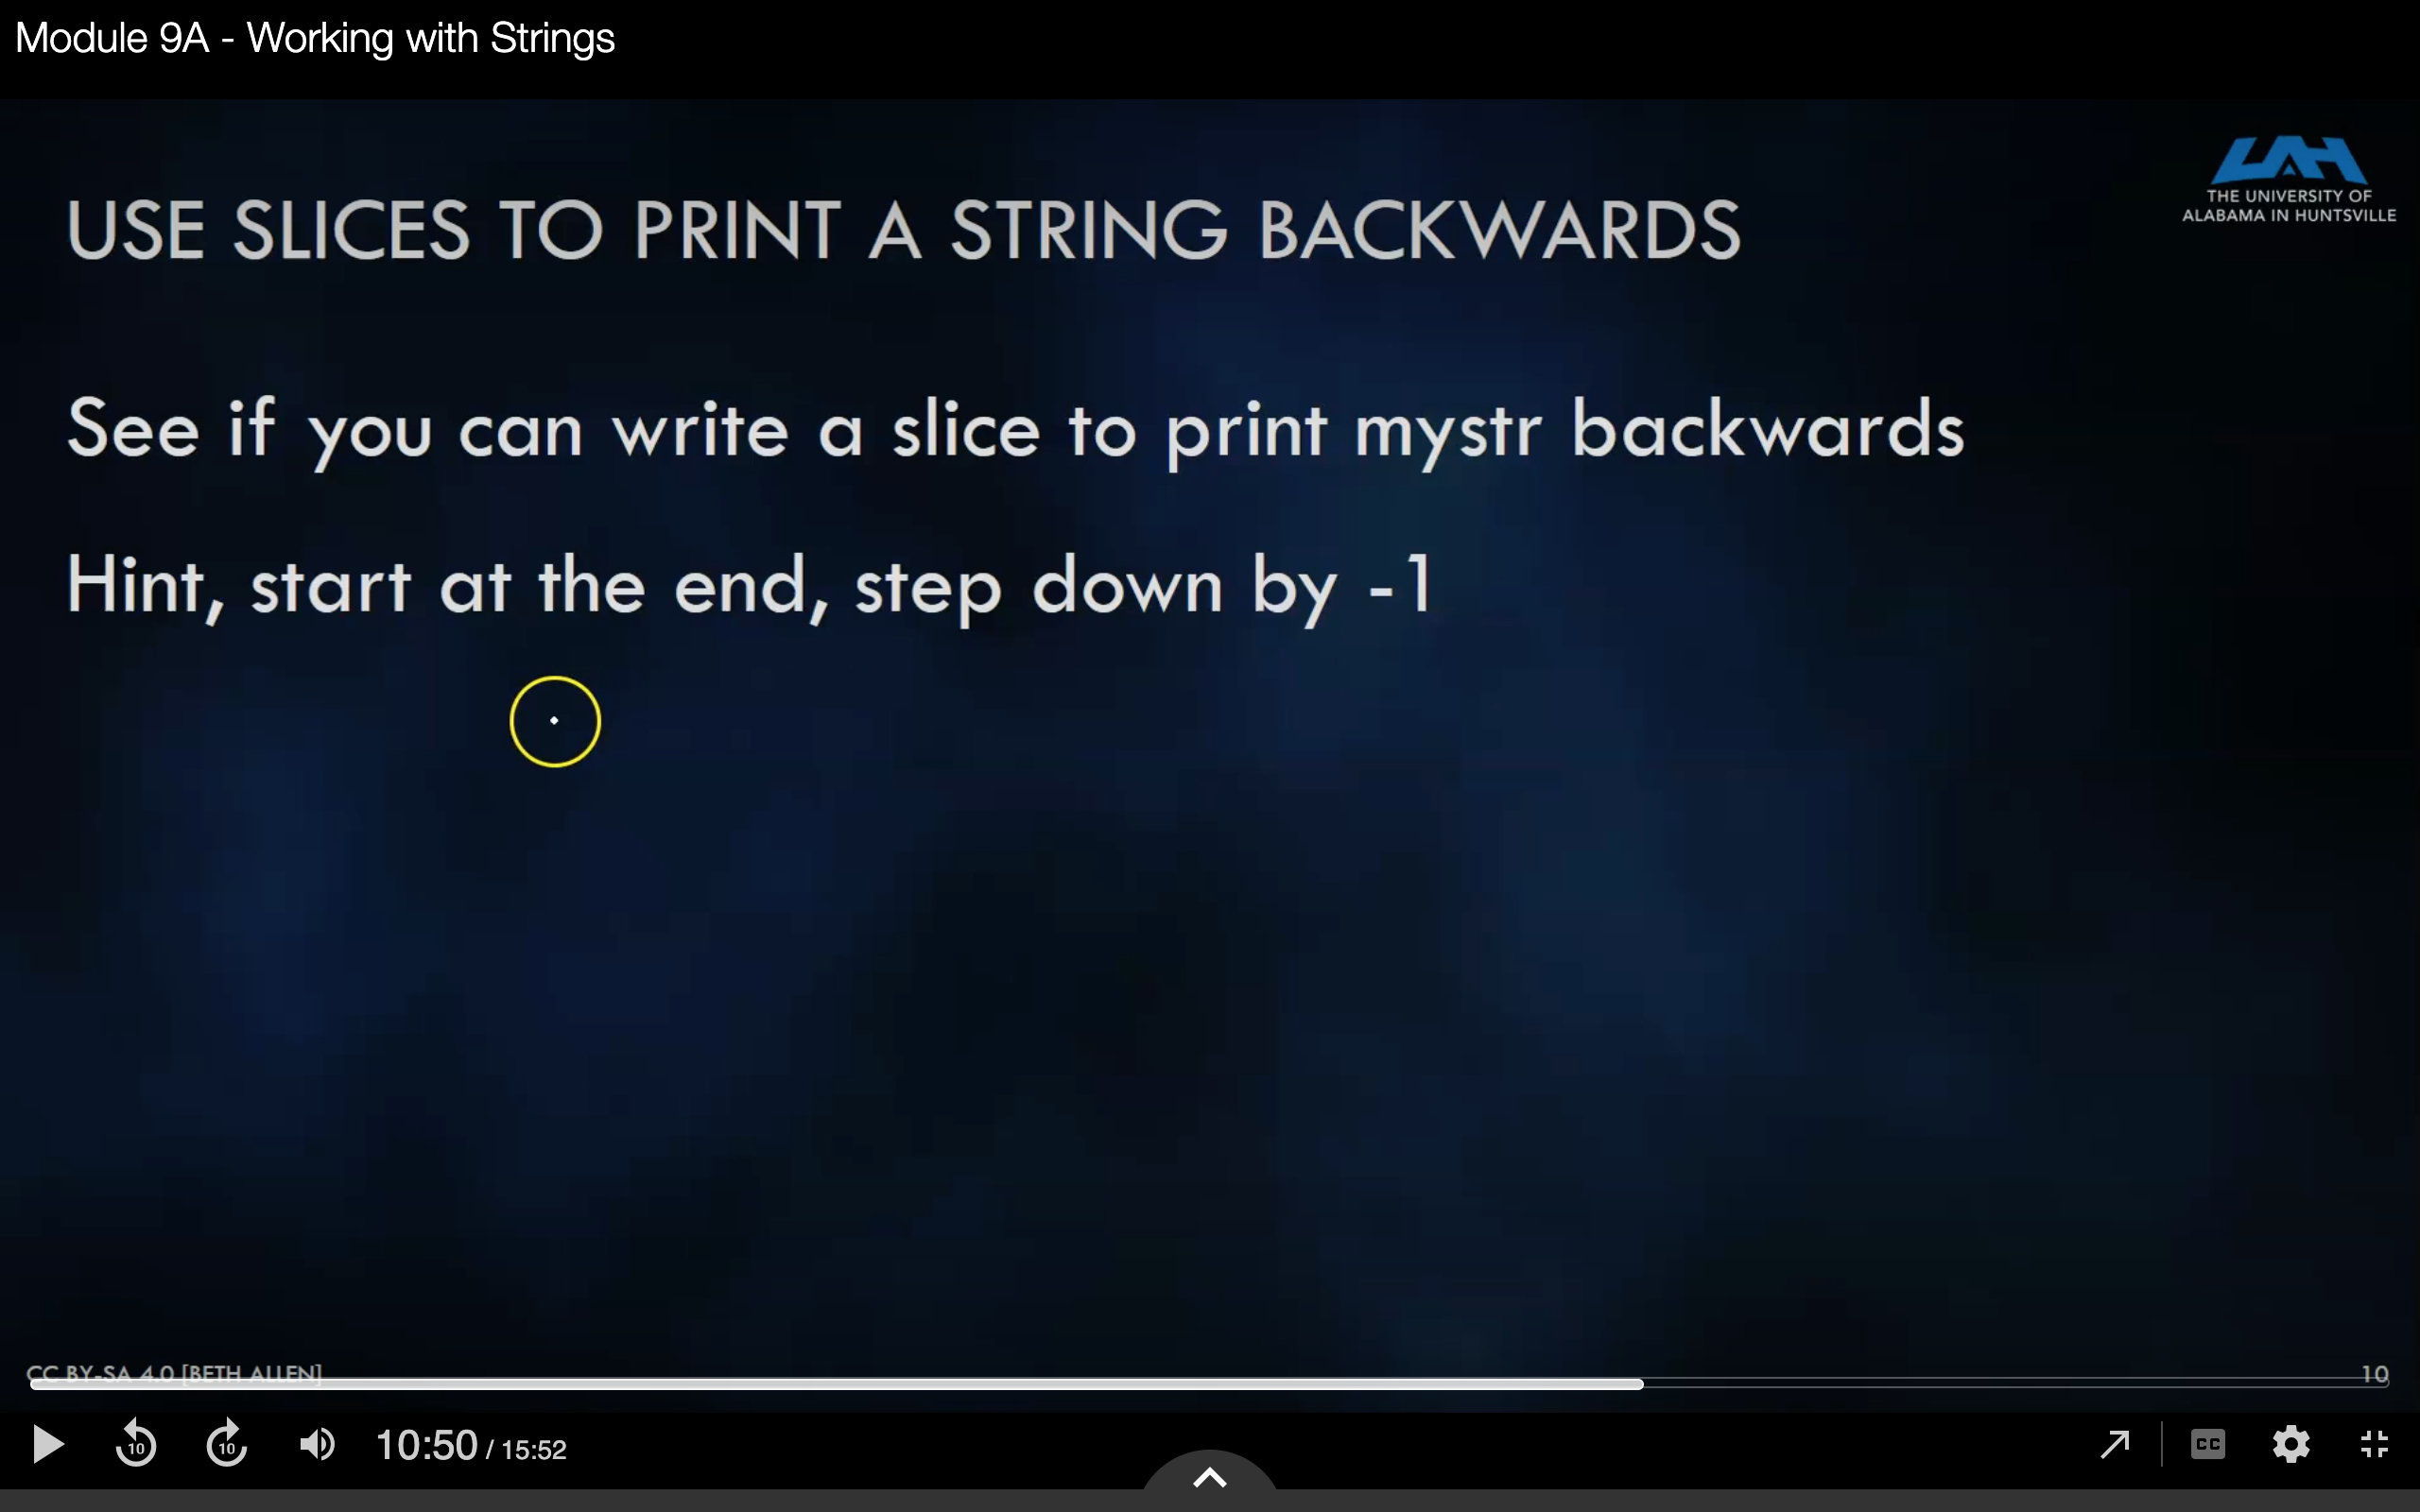 Module 9A - Working with Strings
UAH
THE UNIVERSITY OF
ALABAMA IN HUNTSVILLE
USE SLICES TO PRINT A STRING BACKWARDS
See if you can write a slice to print mystr backwards
Hint, start at the end, step down by -1
CC BY-SA 4.0 [BETH ALLEN]
10
10
10
10:50 / 15:52
CC